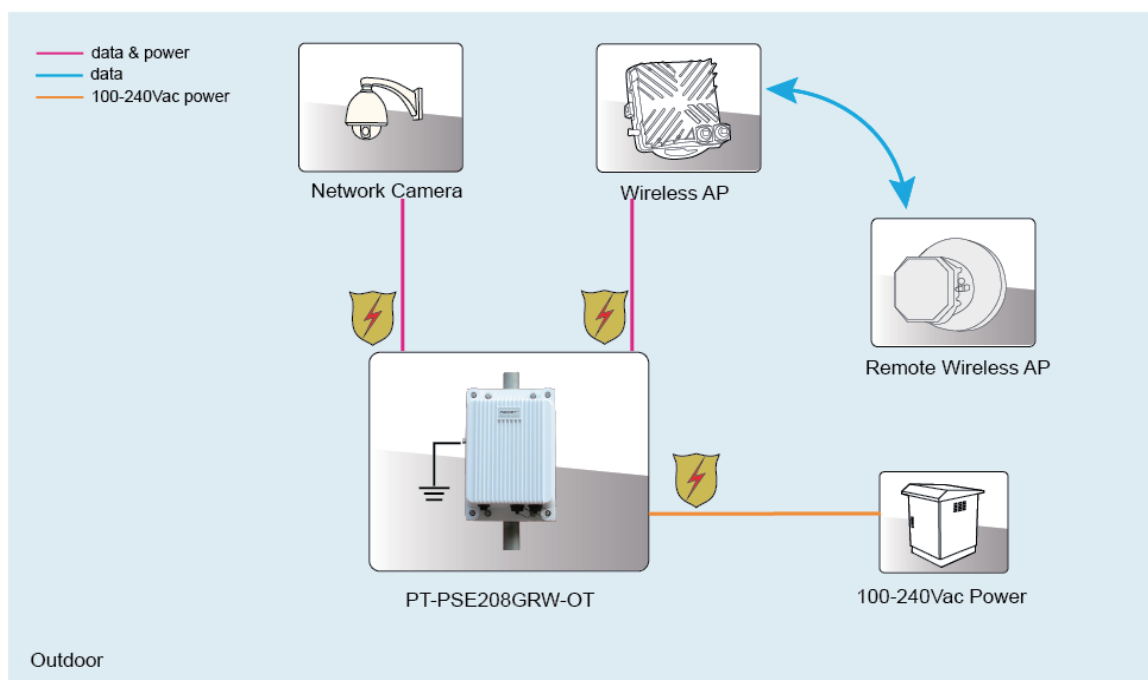 data & power
data
100-240Vac power
Network Camera
Wireless AP
Remote Wireless AP
PT-PSE208GRW-OT
100-240Vac Power
Outdoor